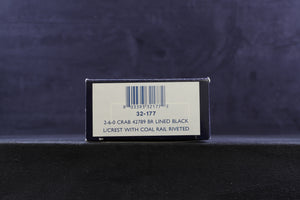 32-177
2-6-0 CRAB 42789 BR LINED BLACK
L/CREST WITH COAL RAIL RIVETED